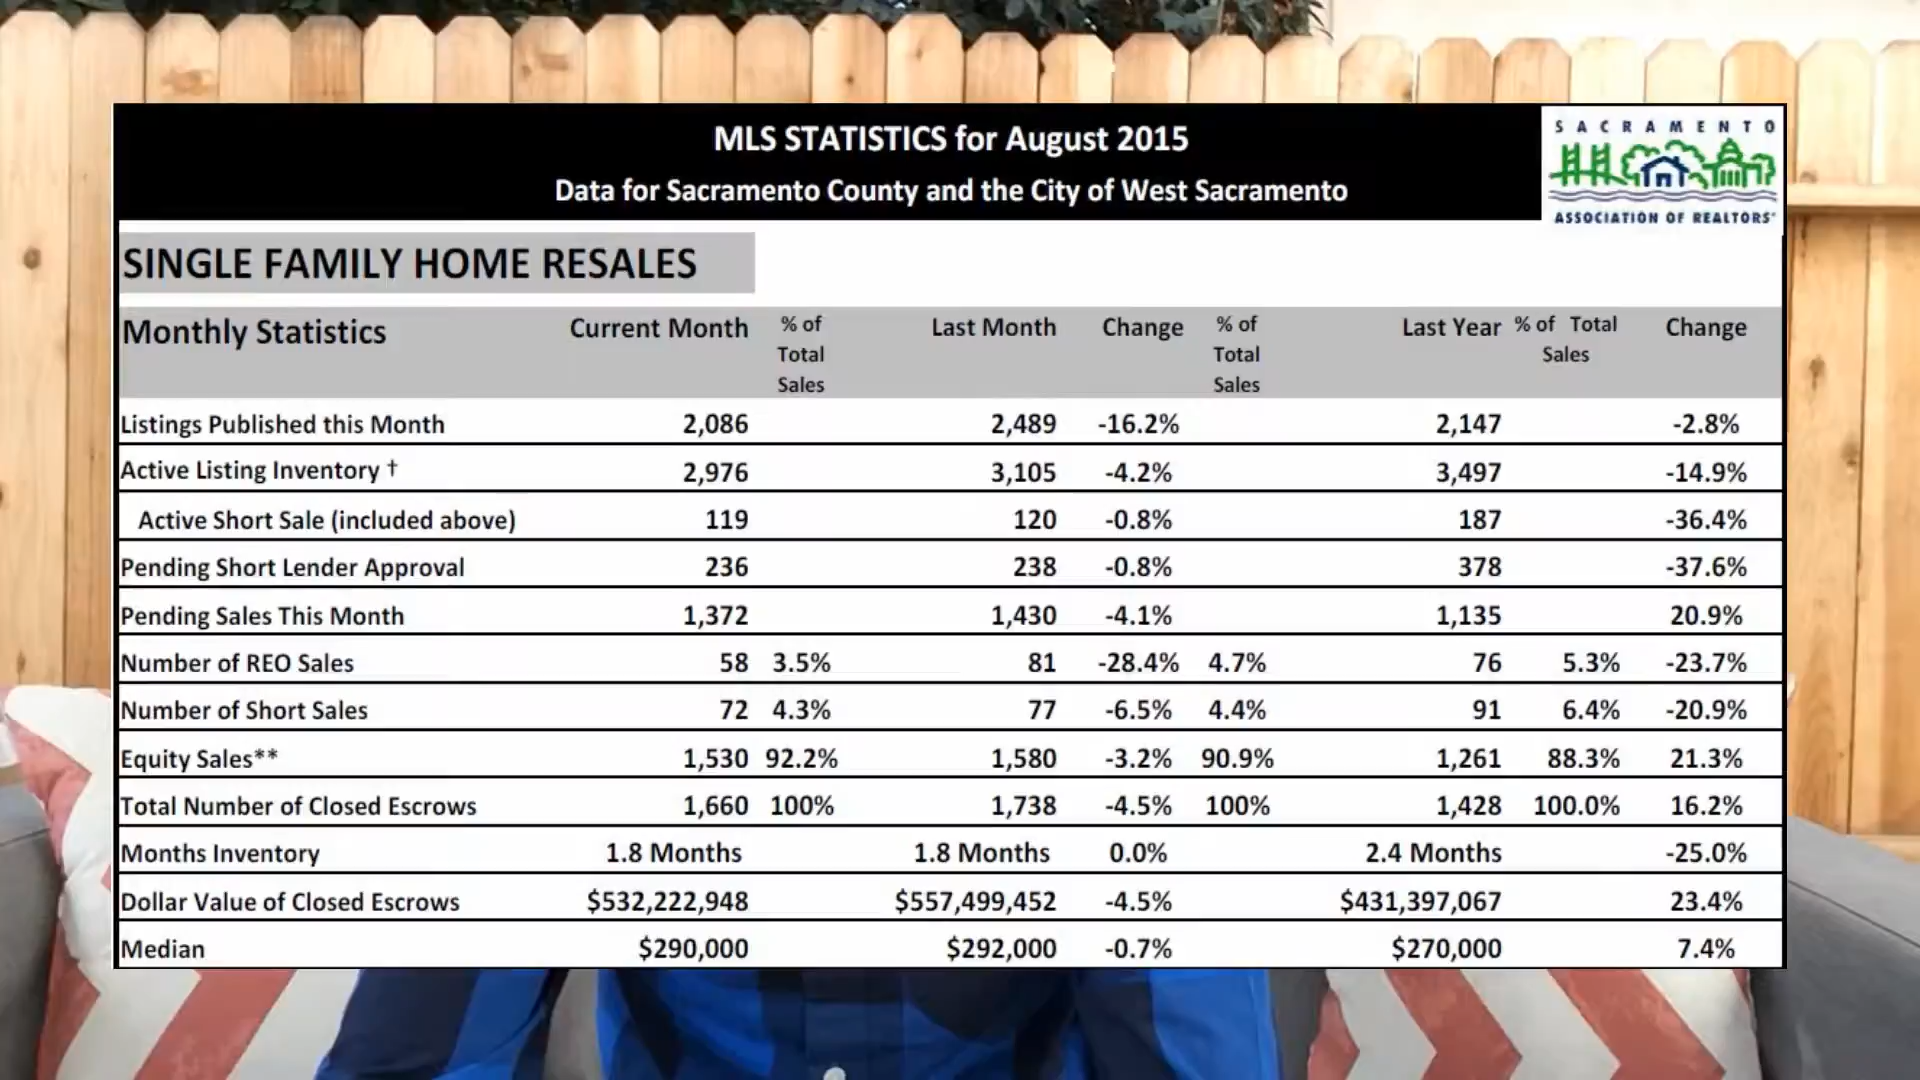 MLS STATISTICS for August 2015
Data for Sacramento County and the City of West Sacramento
SACRAMENTO
ASSOCIATION OF REALTORS®
SINGLE FAMILY HOME RESALES
Monthly Statistics Current Month % of Total Sales Last Month Change % of Total Sales Last Year % of Total Sales Change
Listings Published this Month 2,086 2,489 -16.2% 2,147 -2.8%
Active Listing Inventory † 2,976 3,105 -4.2% 3,497 -14.9%
Active Short Sale (included above) 119 120 -0.8% 187 -36.4%
Pending Short Lender Approval 236 238 -0.8% 378 -37.6%
Pending Sales This Month 1,372 1,430 -4.1% 1,135 20.9%
Number of REO Sales 58 3.5% 81 -28.4% 4.7% 76 5.3% -23.7%
Number of Short Sales 72 4.3% 77 -6.5% 4.4% 91 6.4% -20.9%
Equity Sales** 1,530 92.2% 1,580 -3.2% 90.9% 1,261 88.3% 21.3%
Total Number of Closed Escrows 1,660 100% 1,738 -4.5% 100% 1,428 100.0% 16.2%
Months Inventory 1.8 Months 1.8 Months 0.0% 2.4 Months -25.0%
Dollar Value of Closed Escrows $532,222,948 $557,499,452 -4.5% $431,397,067 23.4%
Median $290,000 $292,000 -0.7% $270,000 7.4%